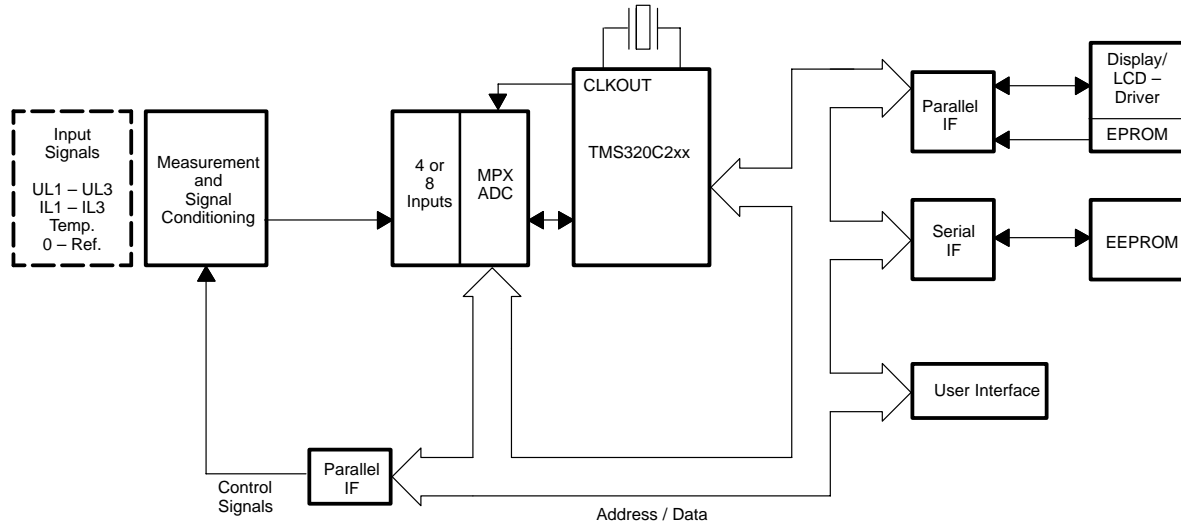 Input
Signals
UL1 – UL3
IL1 – IL3
Temp.
0 – Ref.
Measurement
and
Signal
Conditioning
4 or
8
Inputs
MPX
ADC
CLKOUT
TMS320C2xx
Parallel
IF
Display/
LCD –
Driver
EPROM
Serial
IF
EEPROM
User Interface
Parallel
IF
Control
Signals
Address / Data